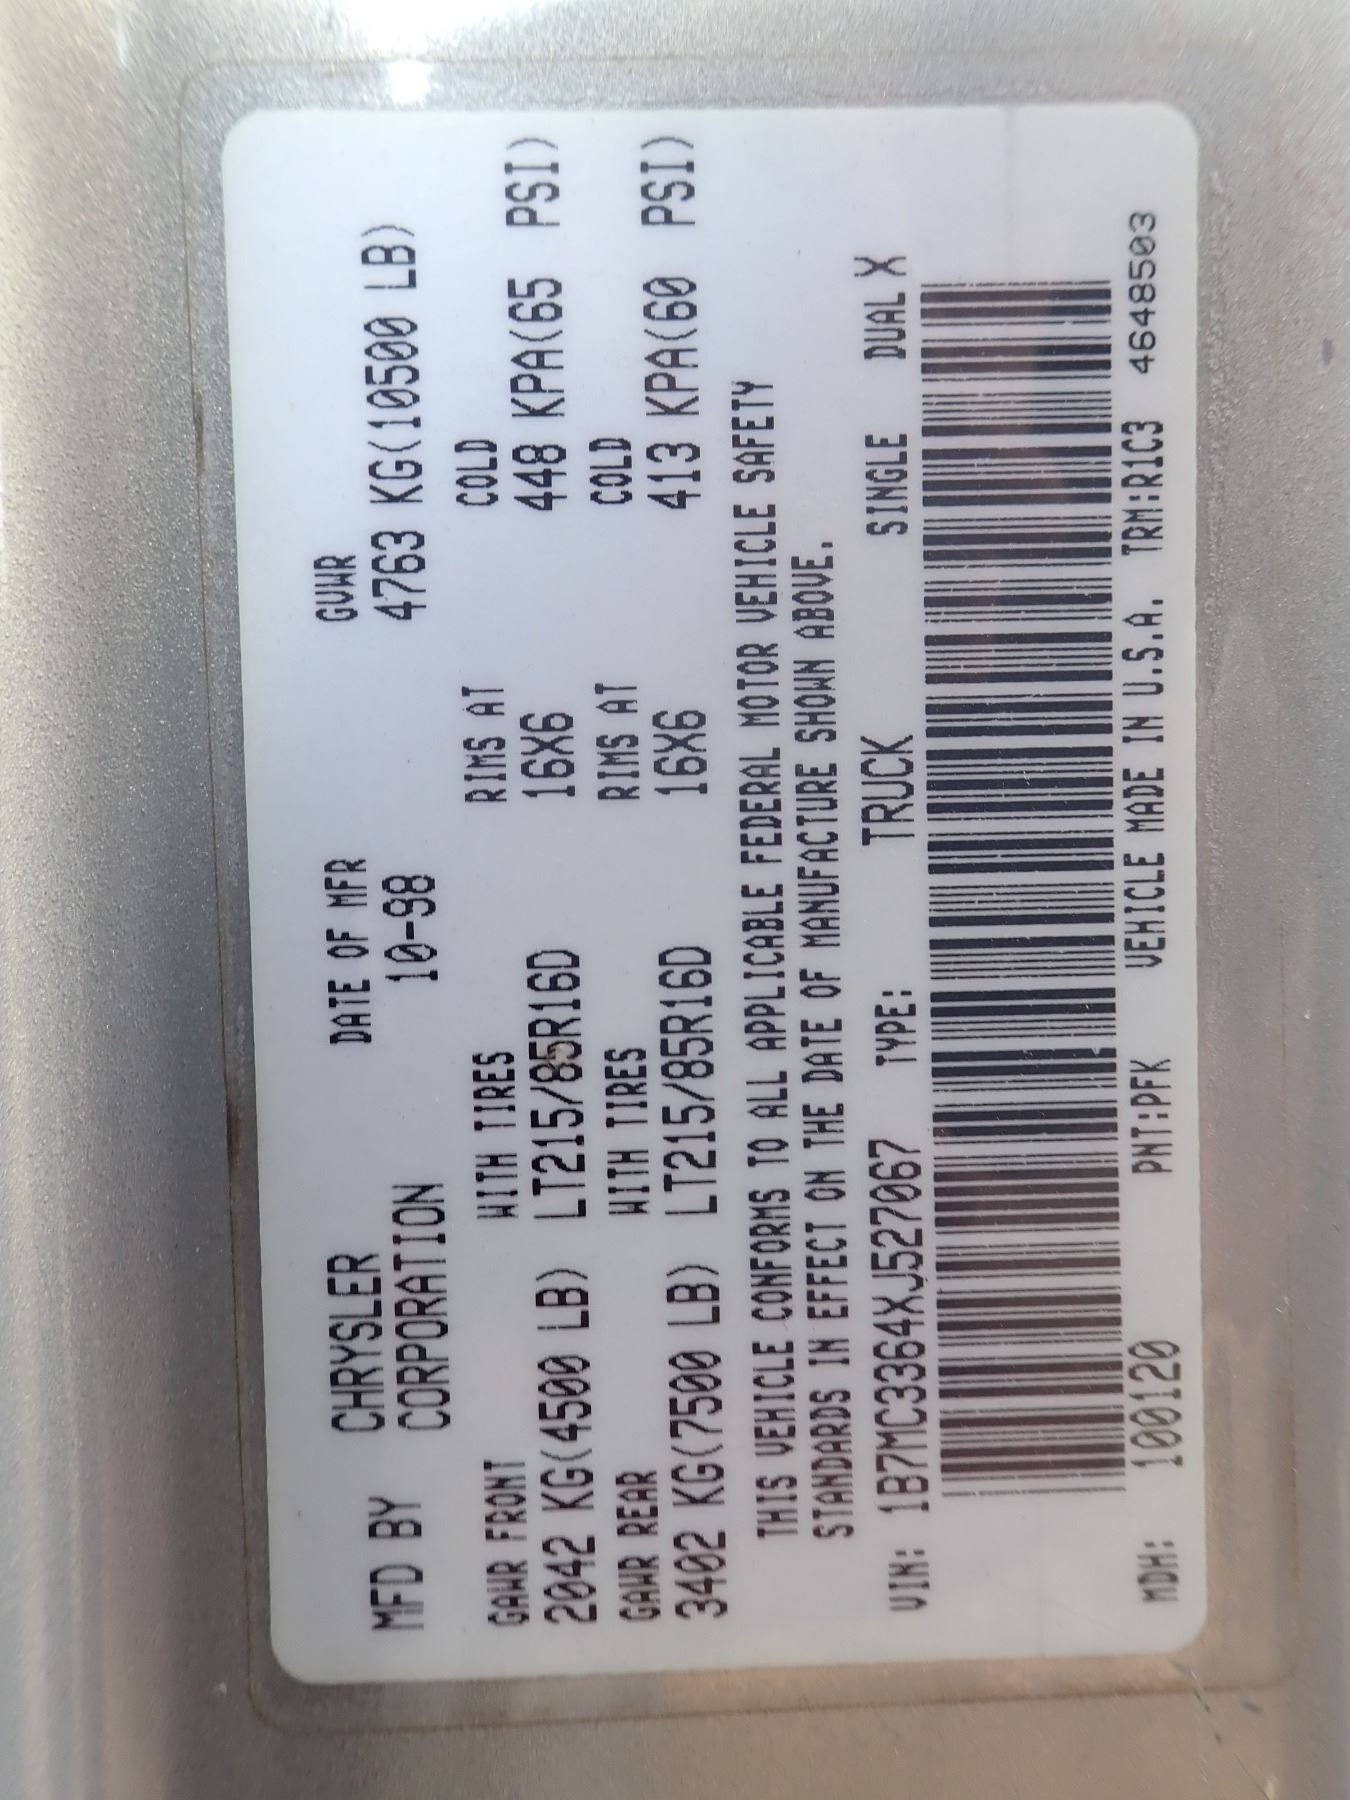 MFD BY CHRYSLER CORPORATION DATE OF MFR 10-98 GVWR 4763 KG(10500 LB)
GAWR FRONT WITH TIRES RIMS AT COLD
2042 KG(4500 LB) LT215/85R16D 16X6 448 KPA(65 PSI)
GAWR REAR WITH TIRES RIMS AT COLD
3402 KG(7500 LB) LT215/85R16D 16X6 413 KPA(60 PSI)
THIS VEHICLE CONFORMS TO ALL APPLICABLE FEDERAL MOTOR VEHICLE SAFETY
STANDARDS IN EFFECT ON THE DATE OF MANUFACTURE SHOWN ABOVE.
VIN: 1B7MC3364XJ527067 TYPE: TRUCK SINGLE DUAL X
MDH: 100120 PNT:PFK VEHICLE MADE IN U.S.A. TRM:R1C3 4648503